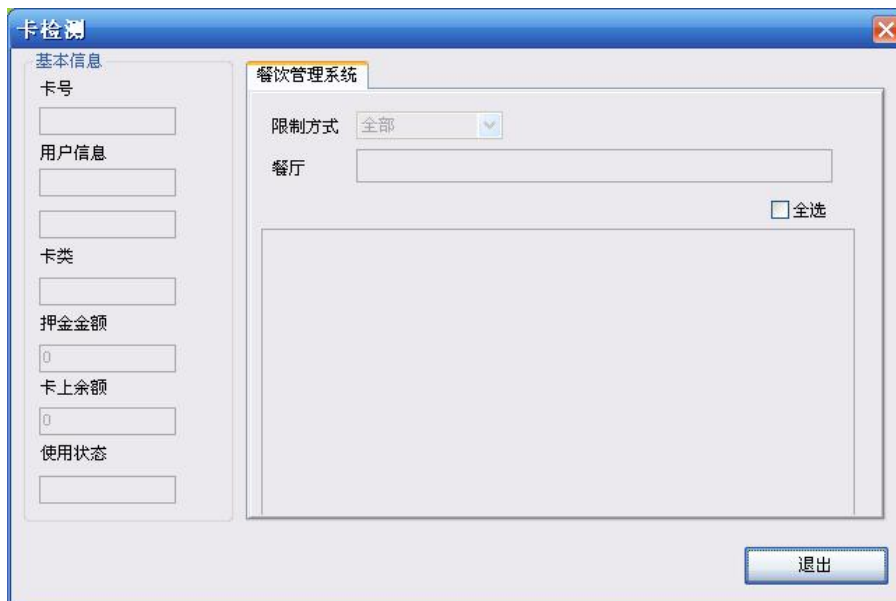 卡检测
基本信息
卡号
用户信息
卡类
押金金额
0
卡上余额
0
使用状态
餐饮管理系统
限制方式 全部
餐厅
全选
退出